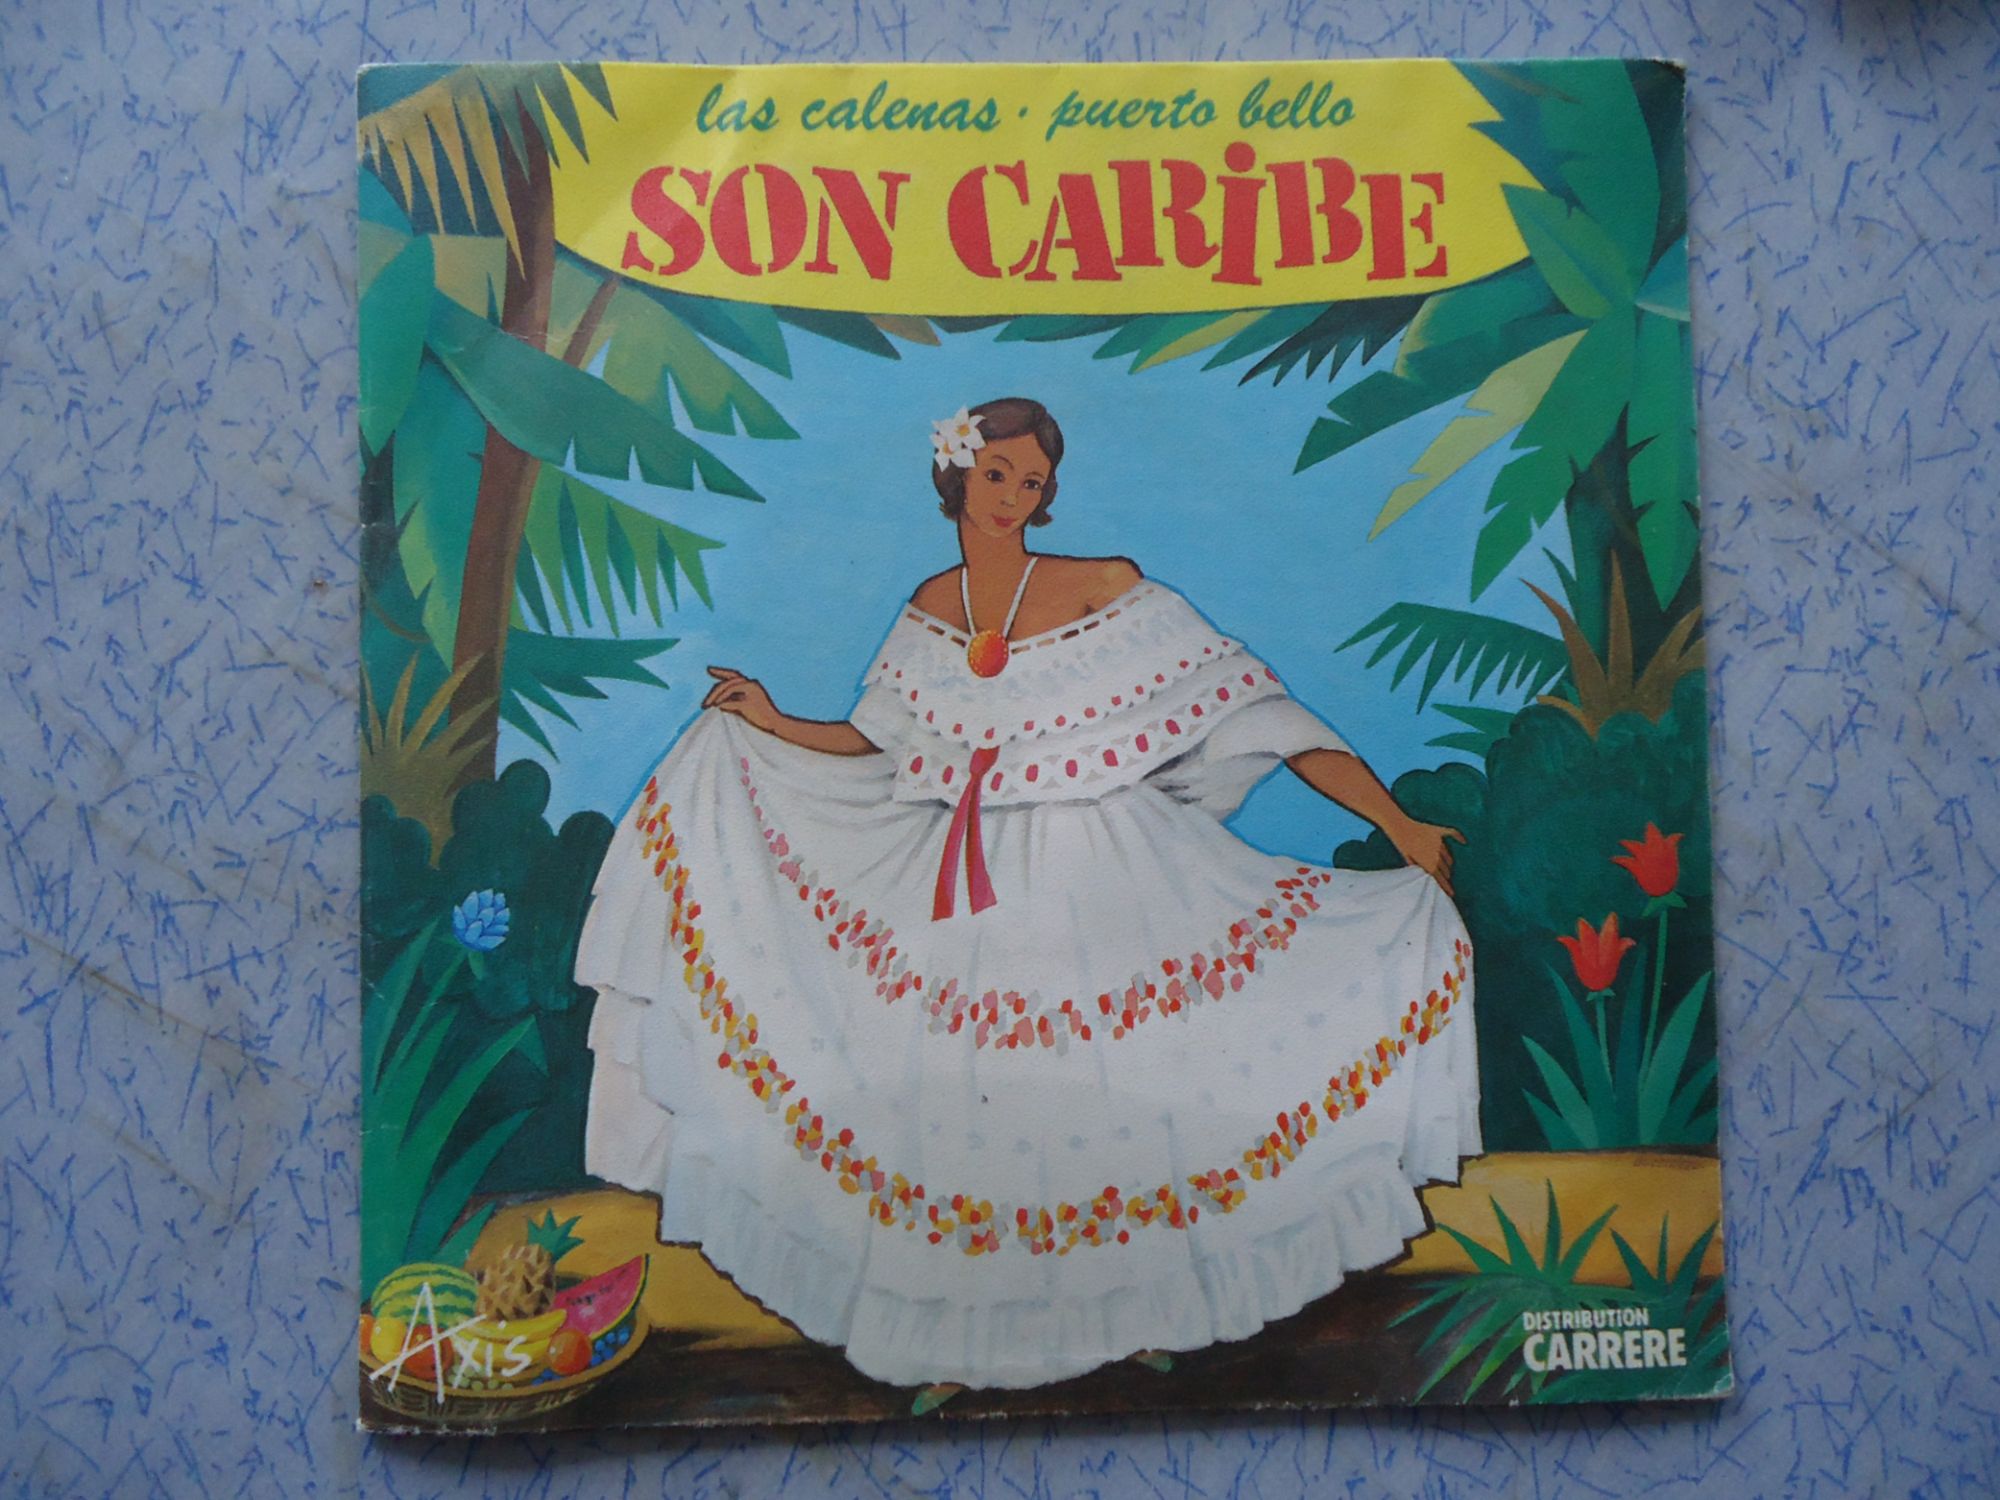 las calenas · puerto bello
SON CARiBE
Axis
DISTRIBUTION
CARRERE